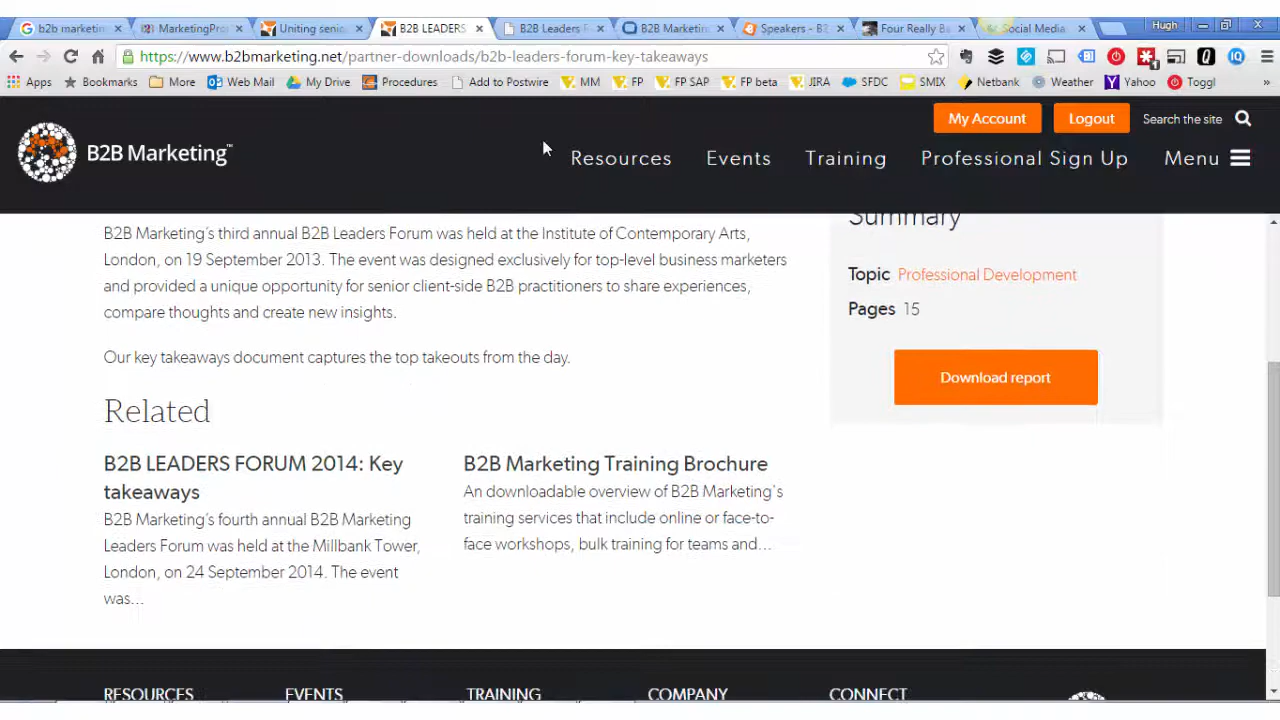 b2b marketin
MarketingPro
Uniting senio
B2B LEADERS
B2B Leaders F
B2B Marketin
Speakers - B2
Four Really Bu
Social Media
Hugh
https://www.b2bmarketing.net/partner-downloads/b2b-leaders-forum-key-takeaways
Apps Bookmarks More Web Mail My Drive Procedures Add to Postwire MM FP FP SAP FP beta JIRA SFDC SMIX Netbank Weather Yahoo Toggl »
My Account Logout Search the site
B2B Marketing™
Resources Events Training Professional Sign Up Menu
Summary
B2B Marketing's third annual B2B Leaders Forum was held at the Institute of Contemporary Arts,
London, on 19 September 2013. The event was designed exclusively for top-level business marketers
and provided a unique opportunity for senior client-side B2B practitioners to share experiences,
compare thoughts and create new insights.
Our key takeaways document captures the top takeouts from the day.
Topic Professional Development
Pages 15
Download report
Related
B2B LEADERS FORUM 2014: Key
takeaways
B2B Marketing's fourth annual B2B Marketing
Leaders Forum was held at the Millbank Tower,
London, on 24 September 2014. The event
was...
B2B Marketing Training Brochure
An downloadable overview of B2B Marketing`s
training services that include online or face-to-
face workshops, bulk training for teams and...
RESOURCES EVENTS TRAINING COMPANY CONNECT